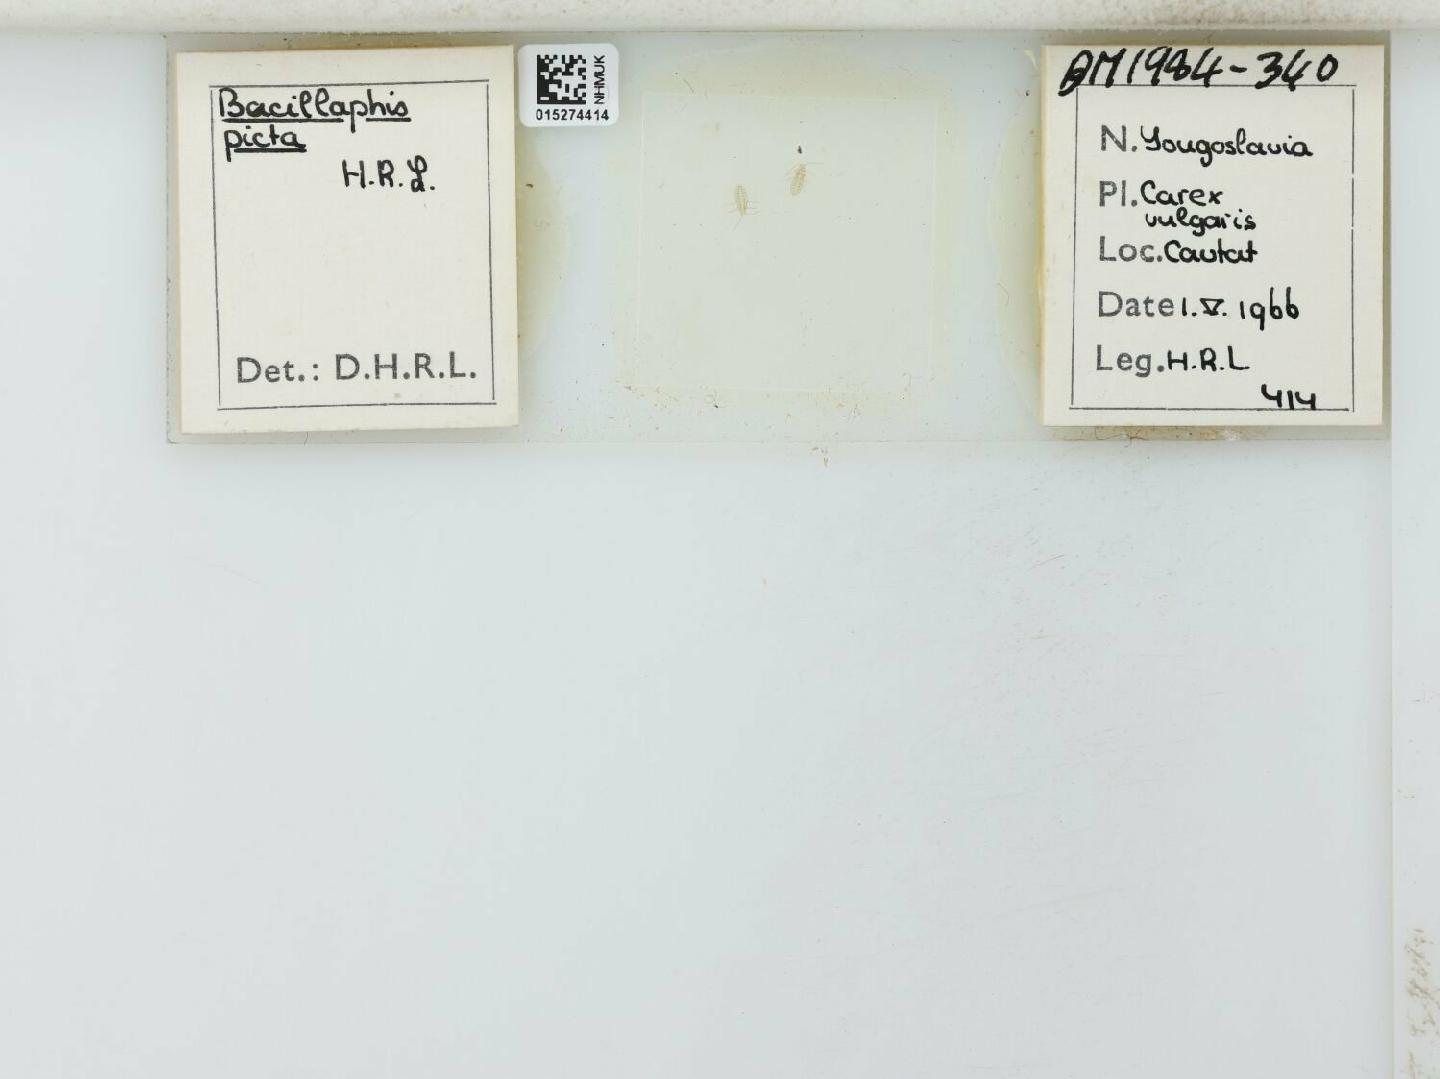 Bacillaphis
picta
H.R.L.
Det.: D.H.R.L.
NHMUK
015274414
BM1984-340
N. Yougoslavia
Pl. Carex
vulgaris
Loc. Cavtat
Date 1.V.1966
Leg. H.R.L
414